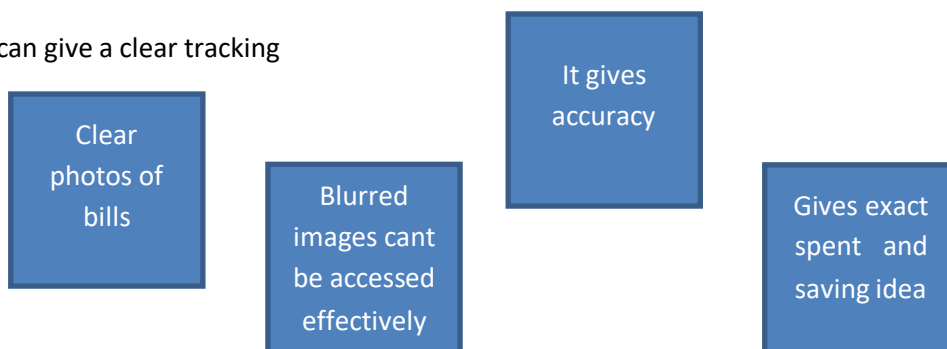 can give a clear tracking
Clear
photos of
bills
Blurred
images cant
be accessed
effectively
It gives
accuracy
Gives exact
spent and
saving idea